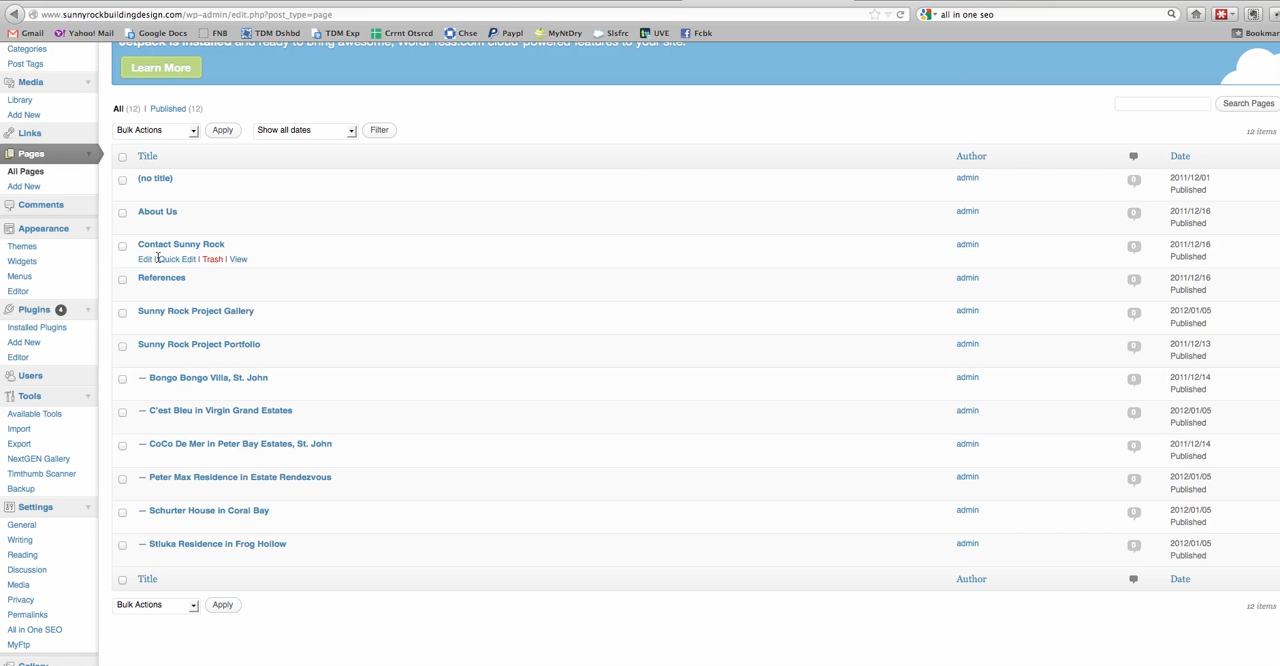 www.sunnyrockbuildingdesign.com/wp-admin/edit.php?post_type=page
all in one seo
Gmail Yahoo! Mail Google Docs FNB TDM Dshbd TDM Exp Crrnt Otsrcd Chse Paypl MyNtDry Slsfrc UVE Fcbk
Categories
Post Tags
Media
Library
Add New
Links
Pages
All Pages
Add New
Comments
Appearance
Themes
Widgets
Menus
Editor
Plugins 4
Installed Plugins
Add New
Editor
Users
Tools
Available Tools
Import
Export
NextGEN Gallery
Timthumb Scanner
Backup
Settings
General
Writing
Reading
Discussion
Media
Privacy
Permalinks
All in One SEO
MyFtp
Gallery
Jetpack is installed and ready to bring awesome, WordPress.com cloud-powered features to your site!
Learn More
All (12) | Published (12)
Search Pages
Bulk Actions Apply Show all dates Filter
12 items
Title Author Date
(no title) admin 0 2011/12/01
Published
About Us admin 0 2011/12/16
Published
Contact Sunny Rock admin 0 2011/12/16
Edit | Quick Edit | Trash | View Published
References admin 0 2011/12/16
Published
Sunny Rock Project Gallery admin 0 2012/01/05
Published
Sunny Rock Project Portfolio admin 0 2011/12/13
Published
— Bongo Bongo Villa, St. John admin 0 2011/12/14
Published
— C'est Bleu in Virgin Grand Estates admin 0 2012/01/05
Published
— CoCo De Mer in Peter Bay Estates, St. John admin 0 2011/12/14
Published
— Peter Max Residence in Estate Rendezvous admin 0 2012/01/05
Published
— Schurter House in Coral Bay admin 0 2012/01/05
Published
— Stluka Residence in Frog Hollow admin 0 2012/01/05
Published
Title Author Date
Bulk Actions Apply
12 items